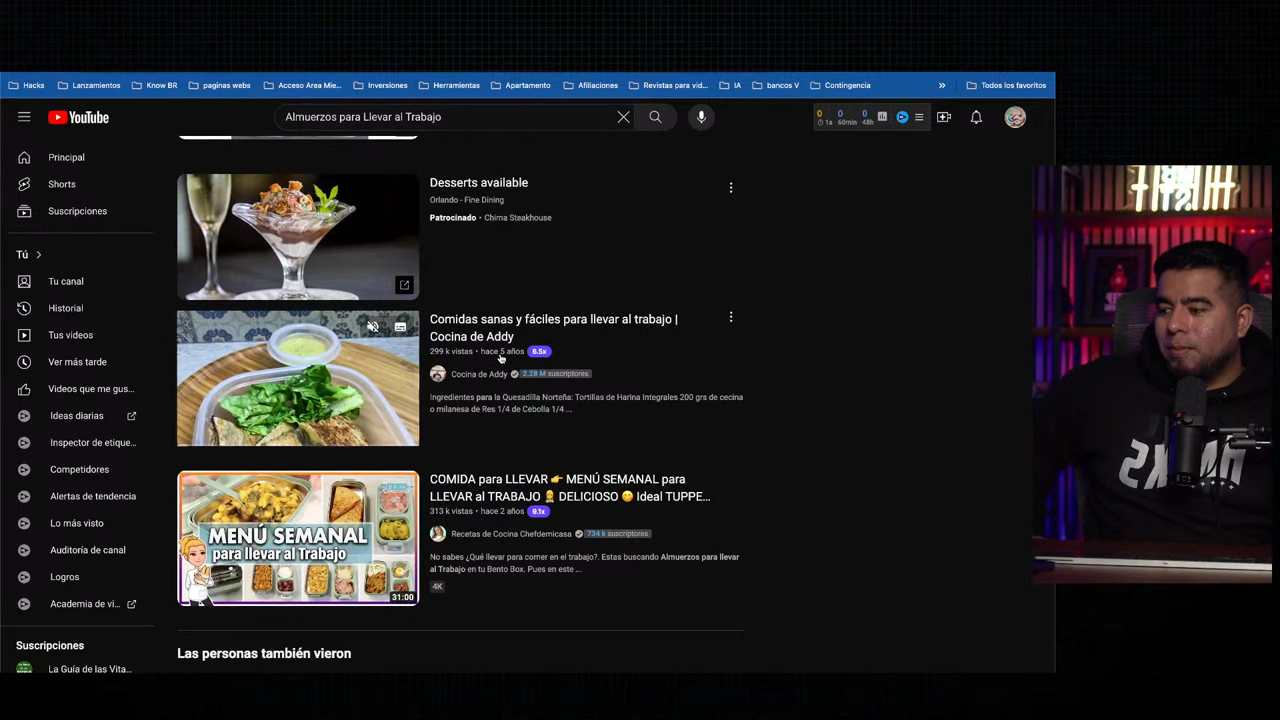 Hacks
Lanzamientos
Know BR
paginas webs
Acceso Area Mie...
Inversiones
Herramientas
Apartamento
Afiliaciones
Revistas para vid...
IA
bancos V
Contingencia
»
Todos los favoritos
YouTube
Almuerzos para Llevar al Trabajo
0 0 0
1a 60min 48h
Principal
Shorts
Suscripciones
Tú
Tu canal
Historial
Tus videos
Ver más tarde
Videos que me gus...
Ideas diarias
Inspector de etique...
Competidores
Alertas de tendencia
Lo más visto
Auditoría de canal
Logros
Academia de vi...
Suscripciones
La Guía de las Vita...
Desserts available
Orlando - Fine Dining
Patrocinado • Chima Steakhouse
Comidas sanas y fáciles para llevar al trabajo |
Cocina de Addy
299 k vistas • hace 5 años 6.5x
Cocina de Addy 2.28 M suscriptores
Ingredientes para la Quesadilla Norteña: Tortillas de Harina Integrales 200 grs de cecina
o milanesa de Res 1/4 de Cebolla 1/4 ...
MENÚ SEMANAL
para llevar al Trabajo
31:00
COMIDA para LLEVAR 👉 MENÚ SEMANAL para
LLEVAR al TRABAJO 👩‍💼 DELICIOSO 😋 Ideal TUPPE...
313 k vistas • hace 2 años 9.1x
Recetas de Cocina Chefdemicasa 734 k suscriptores
No sabes ¿Qué llevar para comer en el trabajo?. Estas buscando Almuerzos para llevar
al Trabajo en tu Bento Box. Pues en este ...
4K
Las personas también vieron